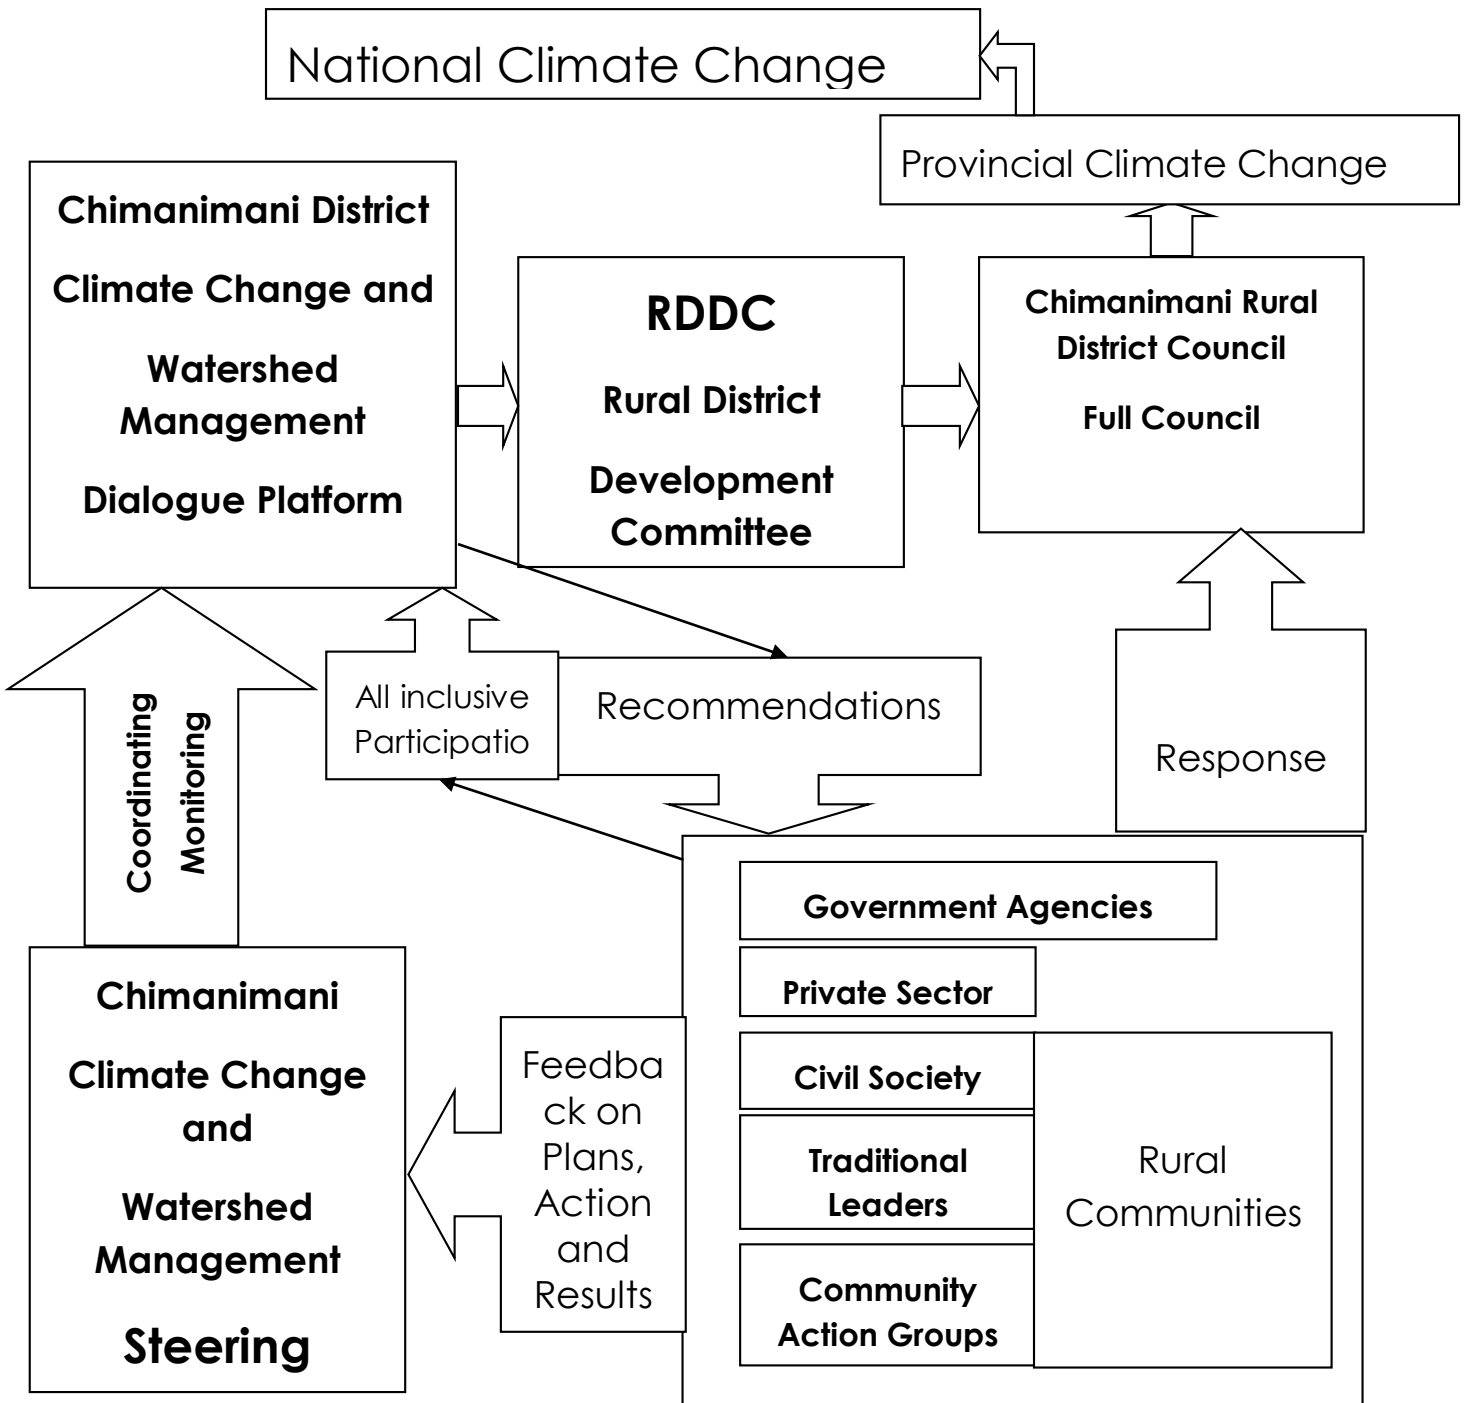 National Climate Change
Provincial Climate Change
Chimanimani District
Climate Change and
Watershed
Management
Dialogue Platform
RDDC
Rural District
Development
Committee
Chimanimani Rural
District Council
Full Council
Coordinating
Monitoring
All inclusive
Participatio
Recommendations
Response
Chimanimani
Climate Change
and
Watershed
Management
Steering
Feedba
ck on
Plans,
Action
and
Results
Government Agencies
Private Sector
Civil Society
Traditional
Leaders
Community
Action Groups
Rural
Communities